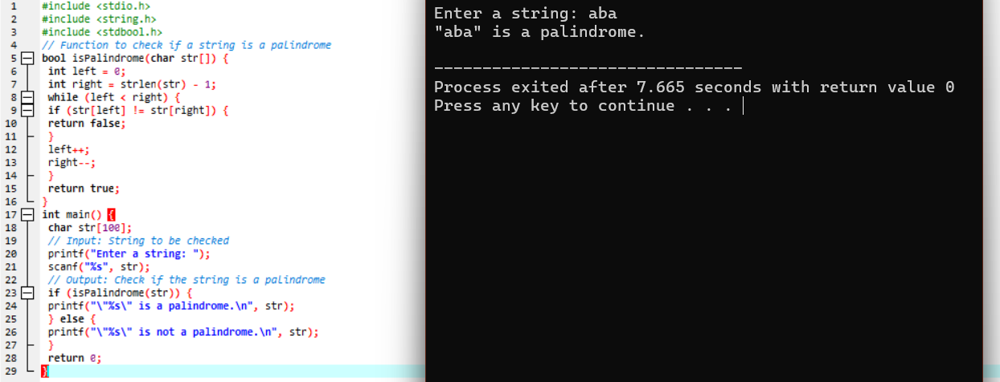 1 #include <stdio.h>
2 #include <string.h>
3 #include <stdbool.h>
4 // Function to check if a string is a palindrome
5 bool isPalindrome(char str[]) {
6 int left = 0;
7 int right = strlen(str) - 1;
8 while (left < right) {
9 if (str[left] != str[right]) {
10 return false;
11 }
12 left++;
13 right--;
14 }
15 return true;
16 }
17 int main() {
18 char str[100];
19 // Input: String to be checked
20 printf("Enter a string: ");
21 scanf("%s", str);
22 // Output: Check if the string is a palindrome
23 if (isPalindrome(str)) {
24 printf("\"%s\" is a palindrome.\n", str);
25 } else {
26 printf("\"%s\" is not a palindrome.\n", str);
27 }
28 return 0;
29 }
Enter a string: aba
"aba" is a palindrome.
--------------------------------
Process exited after 7.665 seconds with return value 0
Press any key to continue . . .